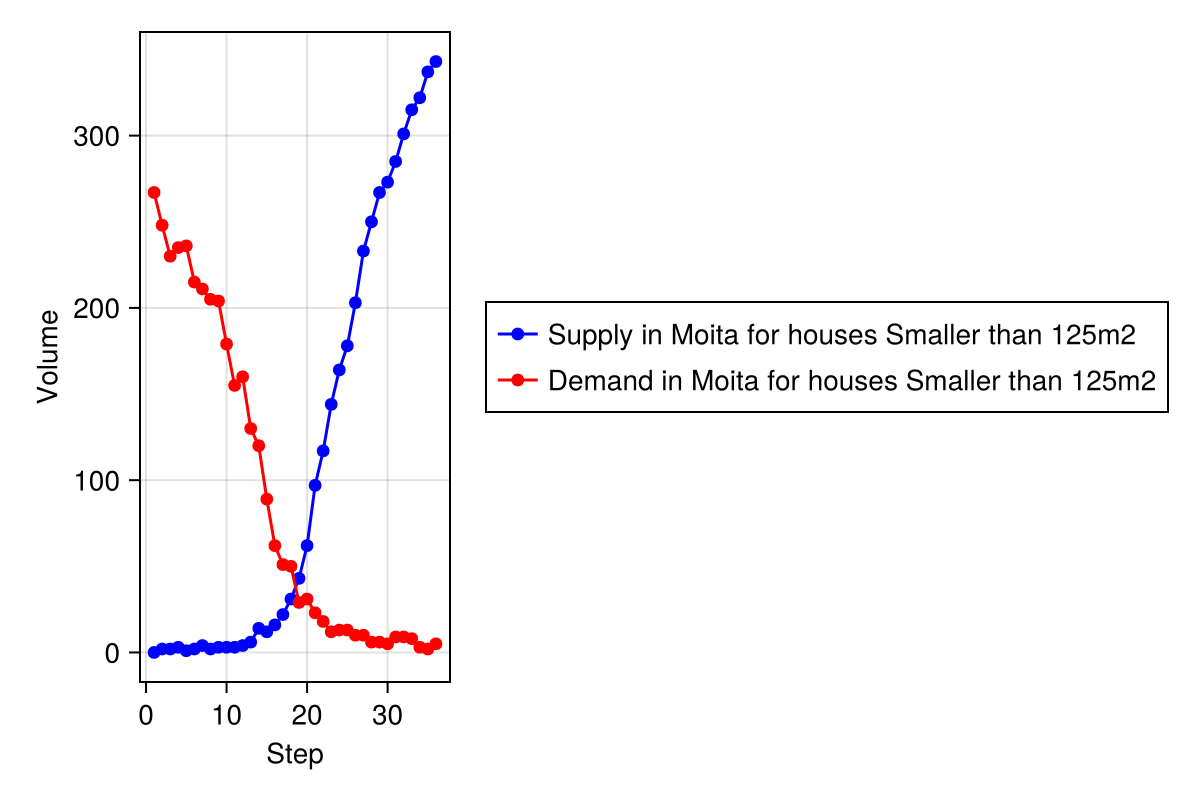 300
200
100
0
Volume
0 10 20 30
Step
Supply in Moita for houses Smaller than 125m2
Demand in Moita for houses Smaller than 125m2